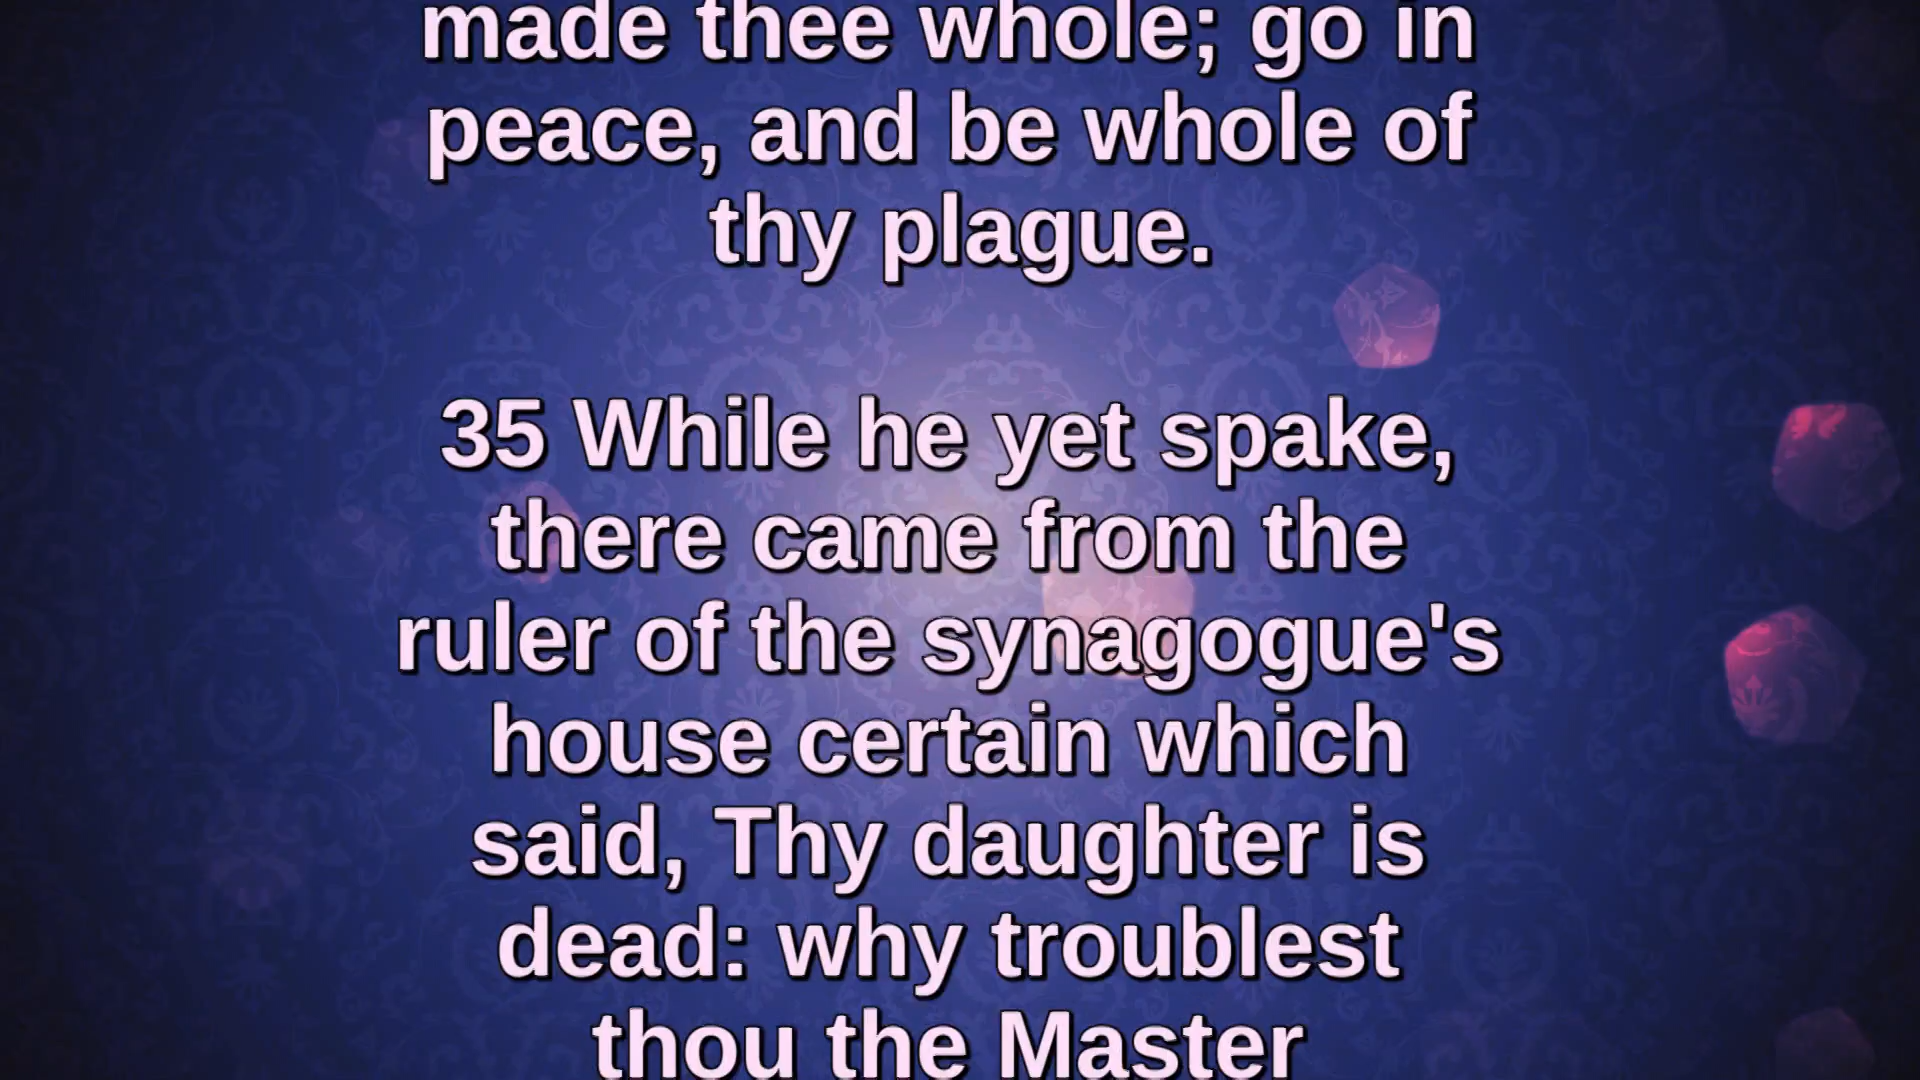 made thee whole; go in
peace, and be whole of
thy plague.
35 While he yet spake,
there came from the
ruler of the synagogue's
house certain which
said, Thy daughter is
dead: why troublest
thou the Master